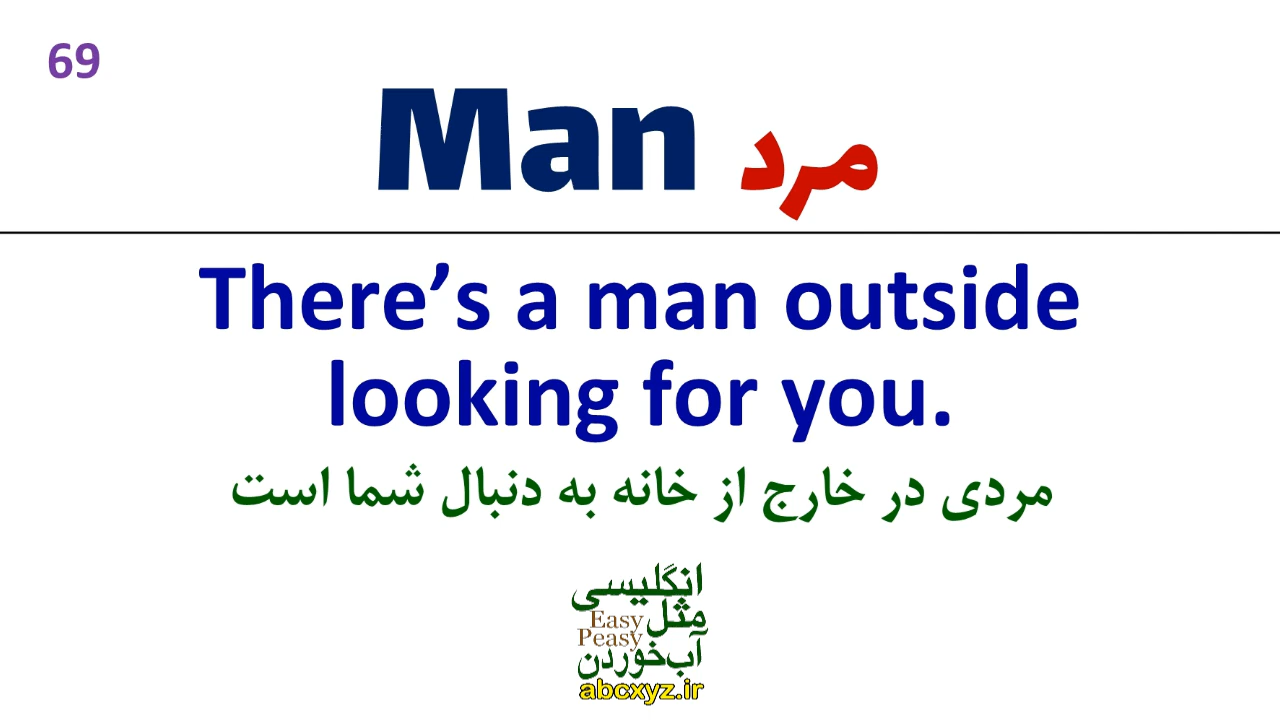 69
Man مرد
There’s a man outside
looking for you.
مردی در خارج از خانه به دنبال شما است
انگلیسی
مثل
Easy
Peasy
آب‌خوردن
abcxyz.ir